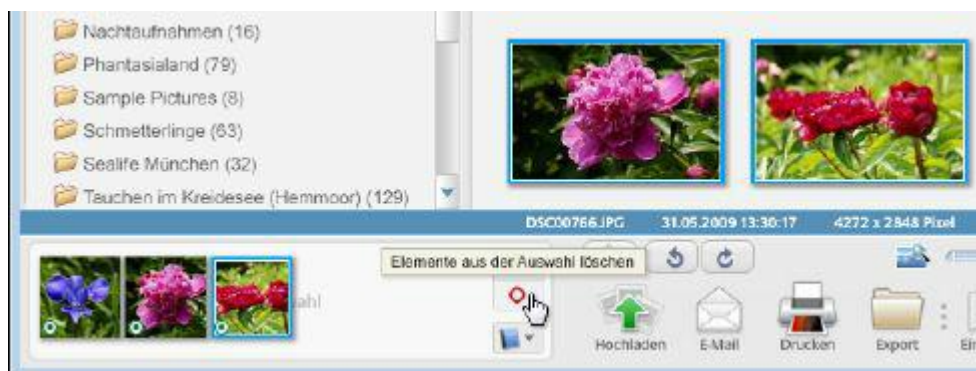 Nachtaufnahmen (16)
Phantasialand (79)
Sample Pictures (8)
Schmetterlinge (63)
Sealife München (32)
Tauchen im Kreidesee (Hemmoor) (129)
DSC00766.JPG 31.05.2009 13:30:17 4272 x 2848 Pixel
Elemente aus der Auswahl löschen
Hochladen E-Mail Drucken Export